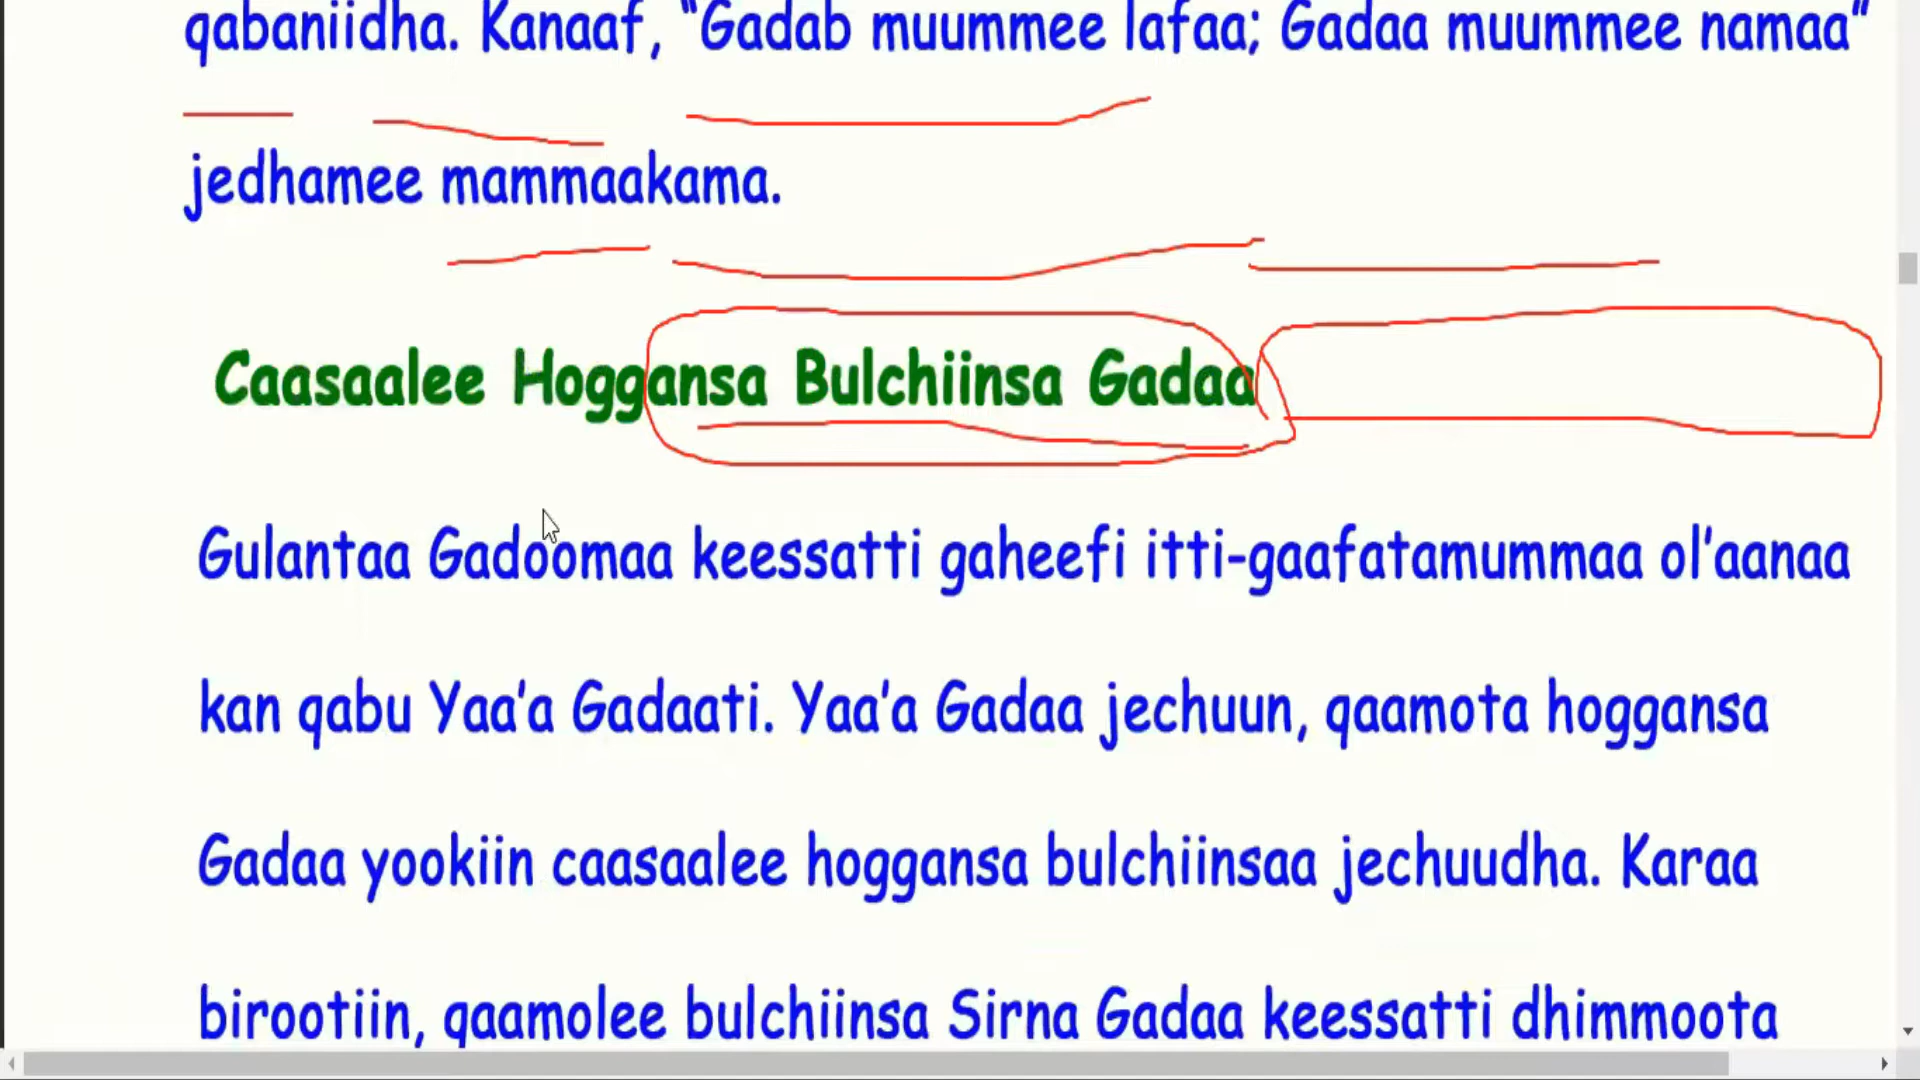 qabaniidha. Kanaaf, “Gadab muummee lafaa; Gadaa muummee namaa”
jedhamee mammaakama.
Caasaalee Hoggansa Bulchiinsa Gadaa
Gulantaa Gadoomaa keessatti gaheefi itti-gaafatamummaa ol’aanaa
kan qabu Yaa’a Gadaati. Yaa’a Gadaa jechuun, qaamota hoggansa
Gadaa yookiin caasaalee hoggansa bulchiinsaa jechuudha. Karaa
birootiin, qaamolee bulchiinsa Sirna Gadaa keessatti dhimmoota